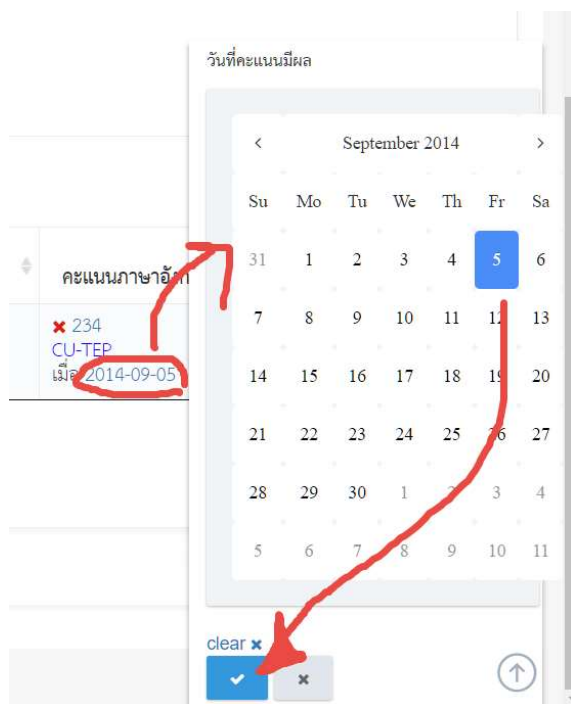 วันที่คะแนนมีผล
< September 2014 >
Su Mo Tu We Th Fr Sa
31 1 2 3 4 5 6
7 8 9 10 11 12 13
14 15 16 17 18 19 20
21 22 23 24 25 26 27
28 29 30 1 2 3 4
5 6 7 8 9 10 11
คะแนนภาษาอังก
234
CU-TEP
เมื่อ 2014-09-05
clear ×